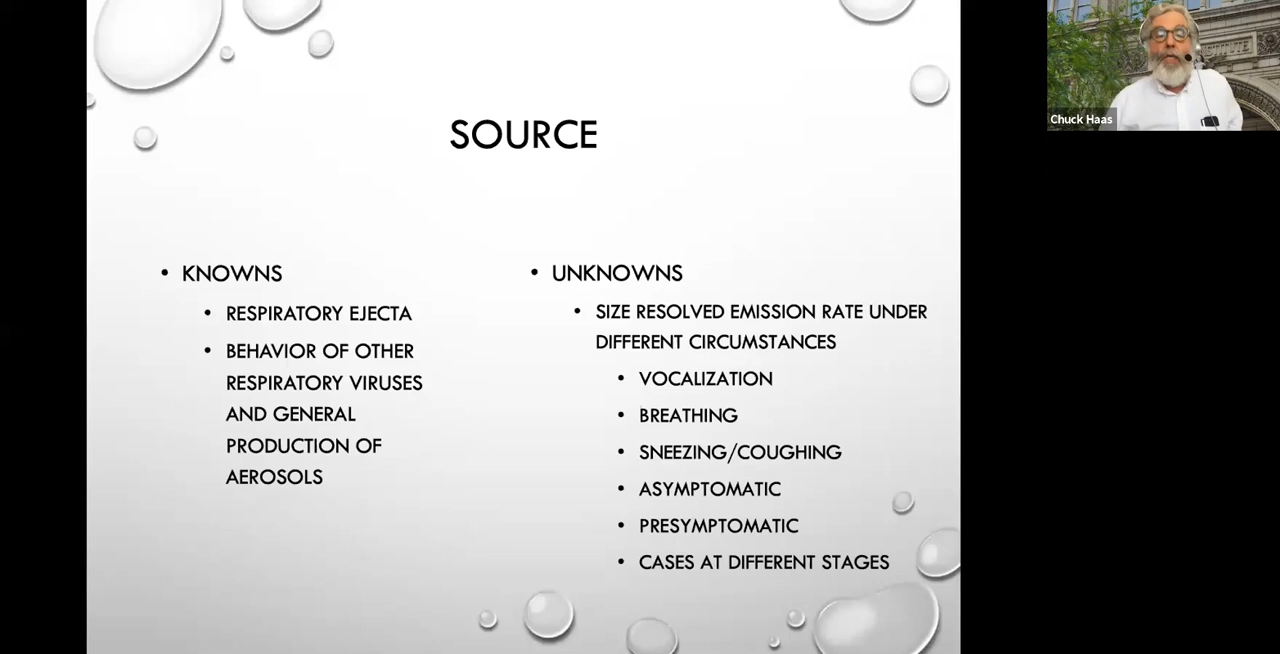 SOURCE
• KNOWNS
• RESPIRATORY EJECTA
• BEHAVIOR OF OTHER
RESPIRATORY VIRUSES
AND GENERAL
PRODUCTION OF
AEROSOLS
• UNKNOWNS
• SIZE RESOLVED EMISSION RATE UNDER
DIFFERENT CIRCUMSTANCES
• VOCALIZATION
• BREATHING
• SNEEZING/COUGHING
• ASYMPTOMATIC
• PRESYMPTOMATIC
• CASES AT DIFFERENT STAGES
Chuck Haas